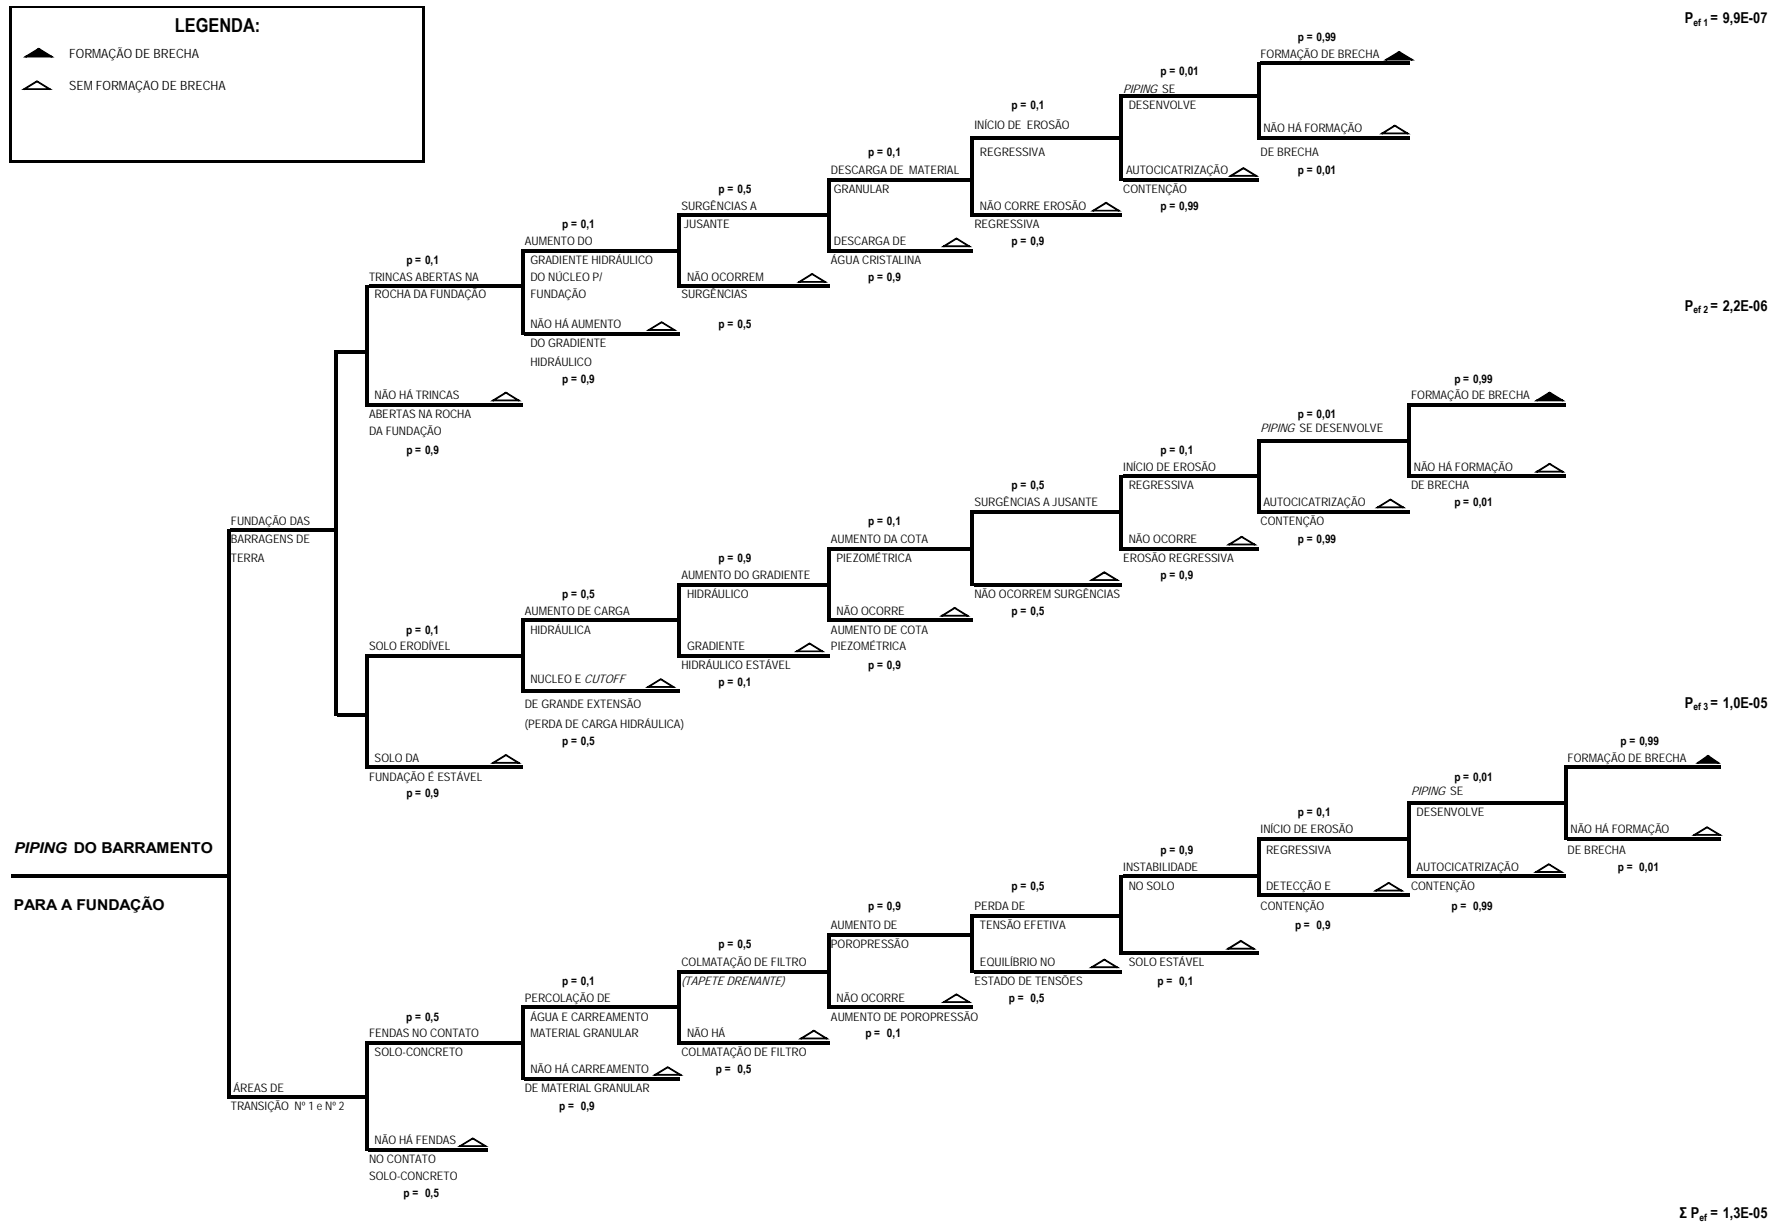 LEGENDA:
FORMAÇÃO DE BRECHA
SEM FORMAÇÃO DE BRECHA
P ef 1 = 9,9E-07
p = 0,99
FORMAÇÃO DE BRECHA
p = 0,01
PIPING SE
DESENVOLVE
NÃO HÁ FORMAÇÃO
DE BRECHA
p = 0,01
p = 0,1
INÍCIO DE EROSÃO
REGRESSIVA
AUTOCICATRIZAÇÃO
CONTENÇÃO
p = 0,99
p = 0,1
DESCARGA DE MATERIAL
GRANULAR
NÃO CORRE EROSÃO
REGRESSIVA
p = 0,9
p = 0,5
SURGÊNCIAS A
JUSANTE
DESCARGA DE
ÁGUA CRISTALINA
p = 0,9
p = 0,1
AUMENTO DO
GRADIENTE HIDRÁULICO
DO NÚCLEO P/
FUNDAÇÃO
NÃO OCORREM
SURGÊNCIAS
p = 0,5
p = 0,1
TRINCAS ABERTAS NA
ROCHA DA FUNDAÇÃO
NÃO HÁ AUMENTO
DO GRADIENTE
HIDRÁULICO
p = 0,9
NÃO HÁ TRINCAS
ABERTAS NA ROCHA
DA FUNDAÇÃO
p = 0,9
P ef 2 = 2,2E-06
p = 0,99
FORMAÇÃO DE BRECHA
p = 0,01
PIPING SE DESENVOLVE
NÃO HÁ FORMAÇÃO
DE BRECHA
p = 0,01
p = 0,1
INÍCIO DE EROSÃO
REGRESSIVA
AUTOCICATRIZAÇÃO
CONTENÇÃO
p = 0,99
p = 0,5
SURGÊNCIAS A JUSANTE
NÃO OCORRE
EROSÃO REGRESSIVA
p = 0,9
p = 0,1
AUMENTO DA COTA
PIEZOMÉTRICA
NÃO OCORREM SURGÊNCIAS
p = 0,5
FUNDAÇÃO DAS
BARRAGENS DE
TERRA
p = 0,9
AUMENTO DO GRADIENTE
HIDRÁULICO
NÃO OCORRE
AUMENTO DE COTA
PIEZOMÉTRICA
p = 0,9
p = 0,5
AUMENTO DE CARGA
HIDRÁULICA
GRADIENTE
HIDRÁULICO ESTÁVEL
p = 0,1
p = 0,1
SOLO ERODÍVEL
NUCLEO E CUTOFF
DE GRANDE EXTENSÃO
(PERDA DE CARGA HIDRÁULICA)
p = 0,5
SOLO DA
FUNDAÇÃO É ESTÁVEL
p = 0,9
P ef 3 = 1,0E-05
p = 0,99
FORMAÇÃO DE BRECHA
p = 0,01
PIPING SE
DESENVOLVE
NÃO HÁ FORMAÇÃO
DE BRECHA
p = 0,01
p = 0,1
INÍCIO DE EROSÃO
REGRESSIVA
AUTOCICATRIZAÇÃO
CONTENÇÃO
p = 0,99
PIPING DO BARRAMENTO
PARA A FUNDAÇÃO
p = 0,9
INSTABILIDADE
NO SOLO
DETECÇÃO E
CONTENÇÃO
p = 0,9
p = 0,5
PERDA DE
TENSÃO EFETIVA
SOLO ESTÁVEL
p = 0,1
p = 0,9
AUMENTO DE
POROPRESSÃO
EQUILÍBRIO NO
ESTADO DE TENSÕES
p = 0,5
p = 0,5
COLMATAÇÃO DE FILTRO
(TAPETE DRENANTE)
NÃO OCORRE
AUMENTO DE POROPRESSÃO
p = 0,1
p = 0,1
PERCOLAÇÃO DE
ÁGUA E CARREAMENTO
MATERIAL GRANULAR
NÃO HÁ
COLMATAÇÃO DE FILTRO
p = 0,5
p = 0,5
FENDAS NO CONTATO
SOLO-CONCRETO
NÃO HÁ CARREAMENTO
DE MATERIAL GRANULAR
p = 0,9
ÁREAS DE
TRANSIÇÃO Nº 1 e Nº 2
NÃO HÁ FENDAS
NO CONTATO
SOLO-CONCRETO
p = 0,5
Σ P ef = 1,3E-05